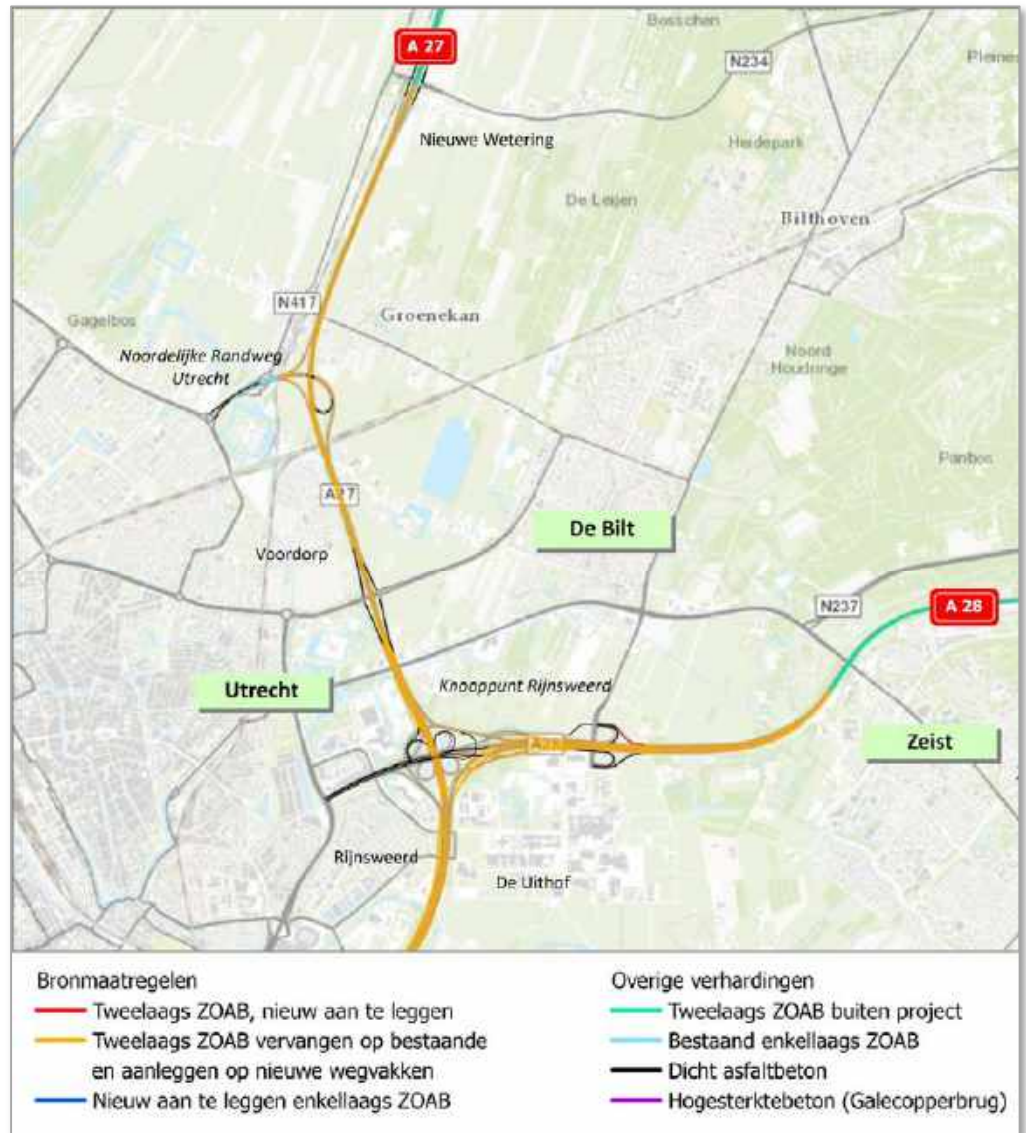 A 27
Bosschen
N234
Nieuwe Wetering
Heidepark
De Leijen
Bilthoven
N417
Groenekan
Gagelbos
Noordelijke Randweg
Utrecht
Noord
Houdringe
Panbos
A27
De Bilt
Voordorp
N237
A 28
Utrecht
Knooppunt Rijnsweerd
Zeist
Rijnsweerd
De Uithof
Bronmaatregelen
Tweelaags ZOAB, nieuw aan te leggen
Tweelaags ZOAB vervangen op bestaande
en aanleggen op nieuwe wegvakken
Nieuw aan te leggen enkellaags ZOAB
Overige verhardingen
Tweelaags ZOAB buiten project
Bestaand enkellaags ZOAB
Dicht asfaltbeton
Hogesterktebeton (Galecopperbrug)